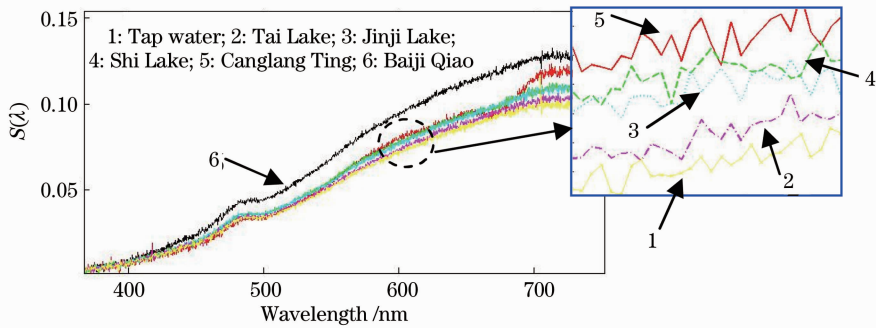 0.15
1: Tap water; 2: Tai Lake; 3: Jinji Lake;
4: Shi Lake; 5: Canglang Ting; 6: Baiji Qiao
0.10
S(λ)
0.05
6
5
4
3
2
1
400 500 600 700
Wavelength /nm